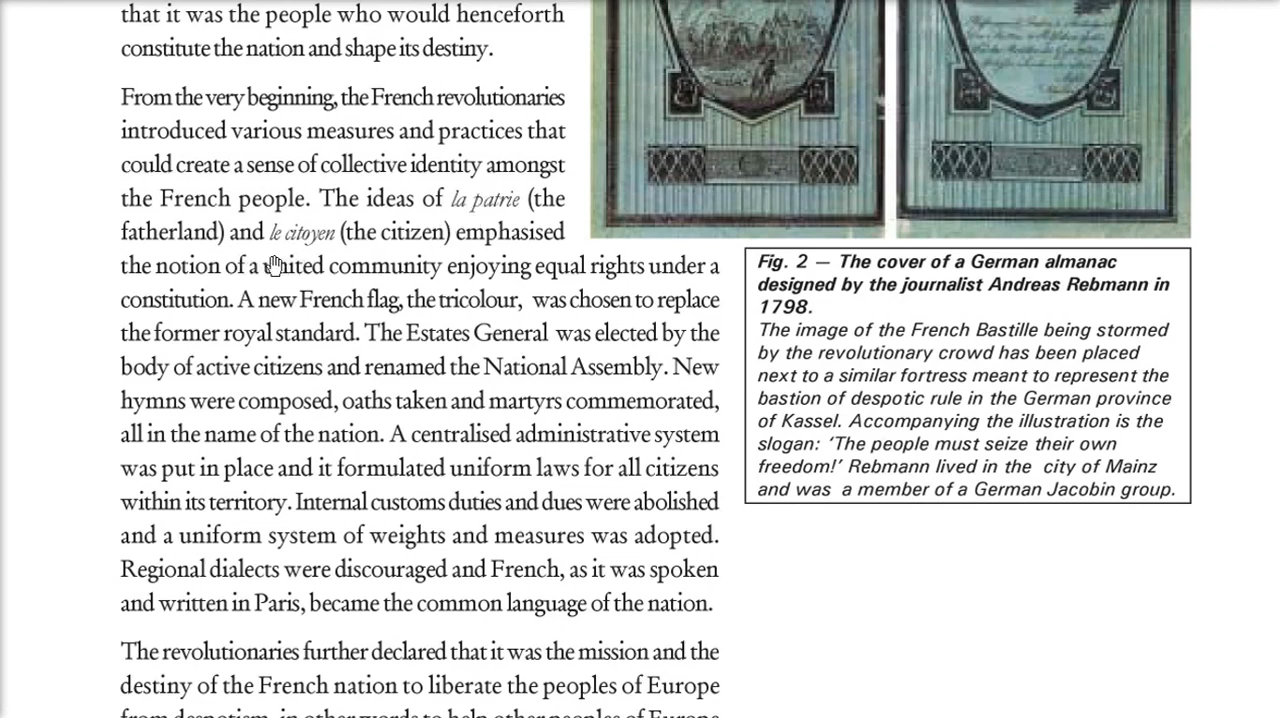 that it was the people who would henceforth
constitute the nation and shape its destiny.
From the very beginning, the French revolutionaries
introduced various measures and practices that
could create a sense of collective identity amongst
the French people. The ideas of la patrie (the
fatherland) and le citoyen (the citizen) emphasised
the notion of a united community enjoying equal rights under a
constitution. A new French flag, the tricolour, was chosen to replace
the former royal standard. The Estates General was elected by the
body of active citizens and renamed the National Assembly. New
hymns were composed, oaths taken and martyrs commemorated,
all in the name of the nation. A centralised administrative system
was put in place and it formulated uniform laws for all citizens
within its territory. Internal customs duties and dues were abolished
and a uniform system of weights and measures was adopted.
Regional dialects were discouraged and French, as it was spoken
and written in Paris, became the common language of the nation.
The revolutionaries further declared that it was the mission and the
destiny of the French nation to liberate the peoples of Europe
from despotism, in other words to help other peoples of Europe
Fig. 2 — The cover of a German almanac
designed by the journalist Andreas Rebmann in
1798.
The image of the French Bastille being stormed
by the revolutionary crowd has been placed
next to a similar fortress meant to represent the
bastion of despotic rule in the German province
of Kassel. Accompanying the illustration is the
slogan: ‘The people must seize their own
freedom!’ Rebmann lived in the city of Mainz
and was a member of a German Jacobin group.